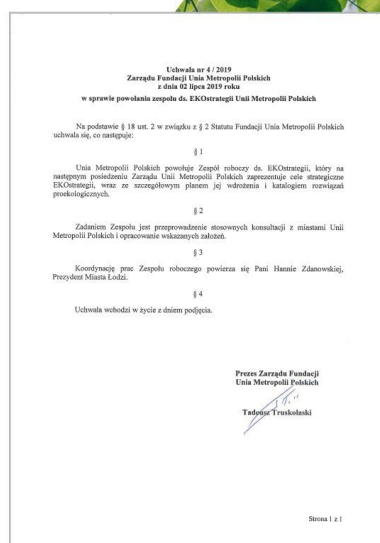 Uchwała nr 4 / 2019
Zarządu Fundacji Unia Metropolii Polskich
z dnia 02 lipca 2019 roku
w sprawie powołania zespołu ds. EKOstrategii Unii Metropolii Polskich
Na podstawie § 18 ust. 2 w związku z § 2 Statutu Fundacji Unia Metropolii Polskich
uchwala się, co następuje:
§ 1
Unia Metropolii Polskich powołuje Zespół roboczy ds. EKOstrategii, który na
następnym posiedzeniu Zarządu Unii Metropolii Polskich zaprezentuje cele strategiczne
EKOstrategii, wraz ze szczegółowym planem jej wdrożenia i katalogiem rozwiązań
proekologicznych.
§ 2
Zadaniem Zespołu jest przeprowadzenie stosownych konsultacji z miastami Unii
Metropolii Polskich i opracowanie wskazanych założeń.
§ 3
Koordynację prac Zespołu roboczego powierza się Pani Hannie Zdanowskiej,
Prezydent Miasta Łodzi.
§ 4
Uchwała wchodzi w życie z dniem podjęcia.
Prezes Zarządu Fundacji
Unia Metropolii Polskich
Tadeusz Truskolaski
Strona 1 z 1